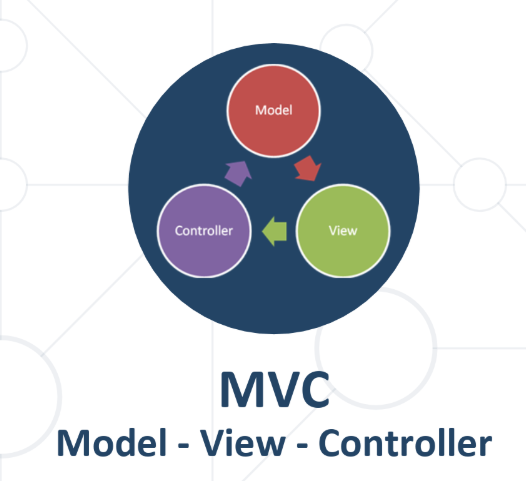 Model
Controller
View
MVC
Model - View - Controller